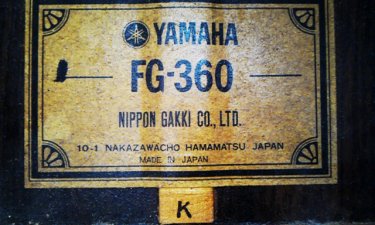 YAMAHA
FG-360
NIPPON GAKKI CO., LTD.
10-1 NAKAZAWACHO HAMAMATSU JAPAN
MADE IN JAPAN
K